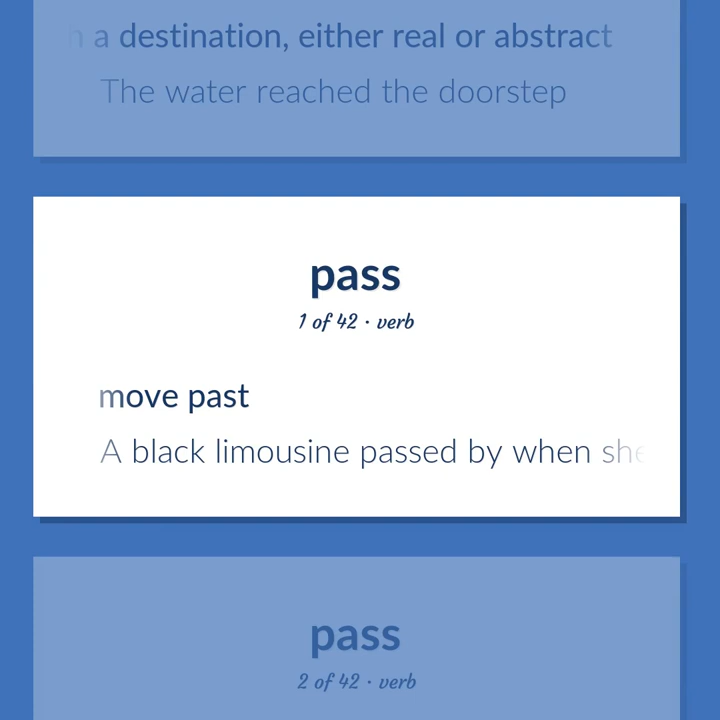 a destination, either real or abstract
The water reached the doorstep
pass
1 of 42 · verb
move past
A black limousine passed by when she
pass
2 of 42 · verb